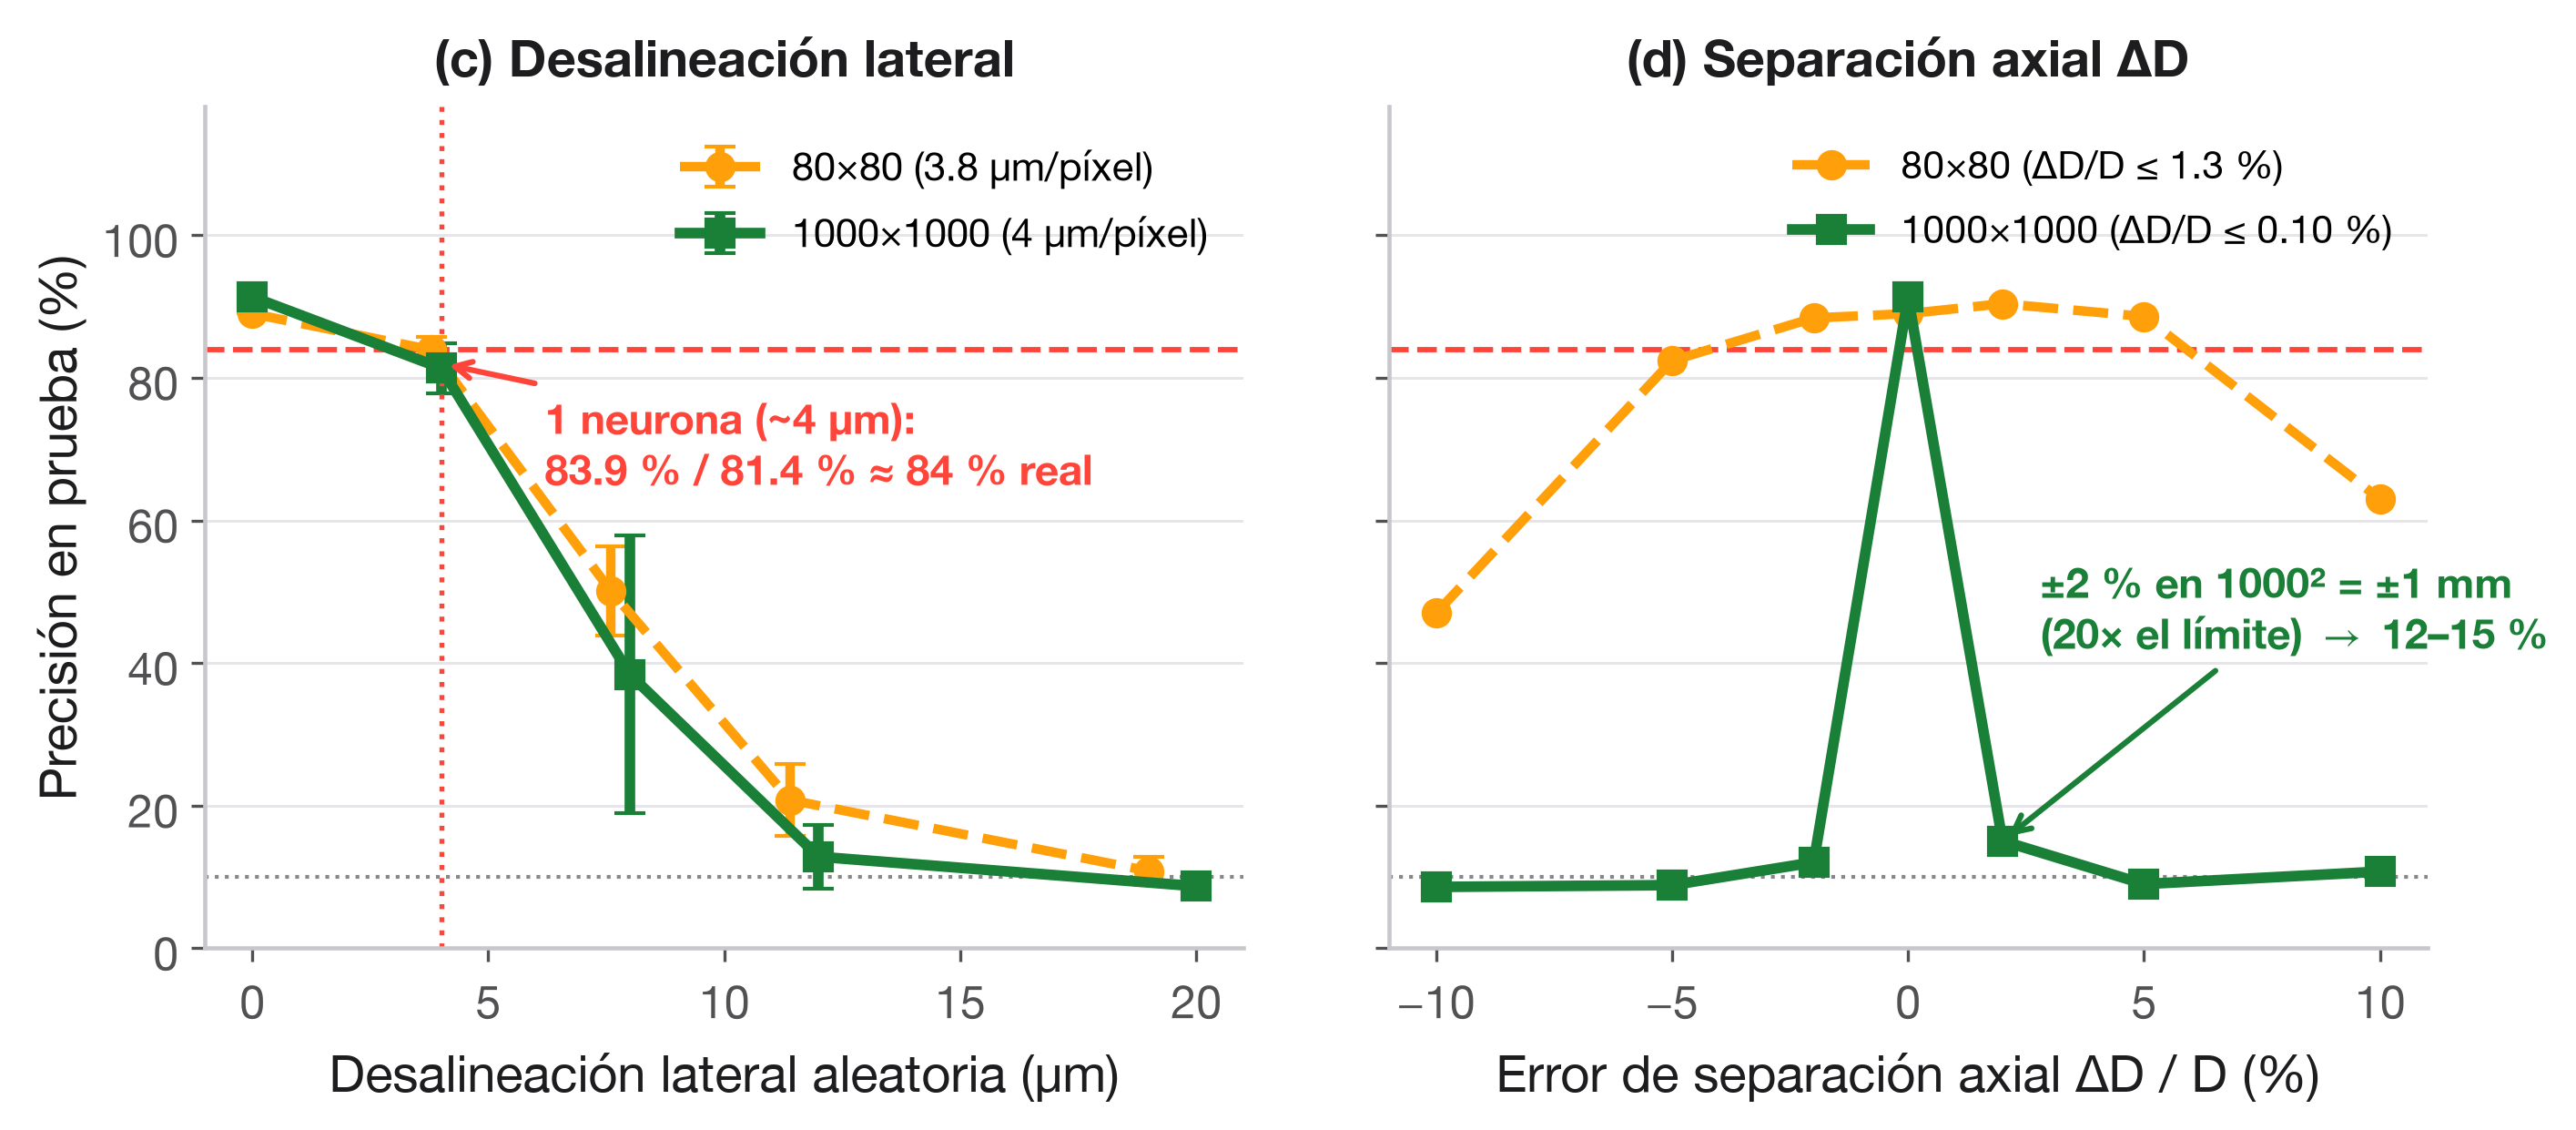 (c) Desalineación lateral
80×80 (3.8 µm/píxel)
1000×1000 (4 µm/píxel)
Precisión en prueba (%)
100
80
60
40
20
0
1 neurona (~4 µm):
83.9 % / 81.4 % ≈ 84 % real
0
5
10
15
20
Desalineación lateral aleatoria (µm)
(d) Separación axial ΔD
80×80 (ΔD/D ≤ 1.3 %)
1000×1000 (ΔD/D ≤ 0.10 %)
±2 % en 1000² = ±1 mm
(20× el límite) → 12–15 %
−10
−5
0
5
10
Error de separación axial ΔD / D (%)